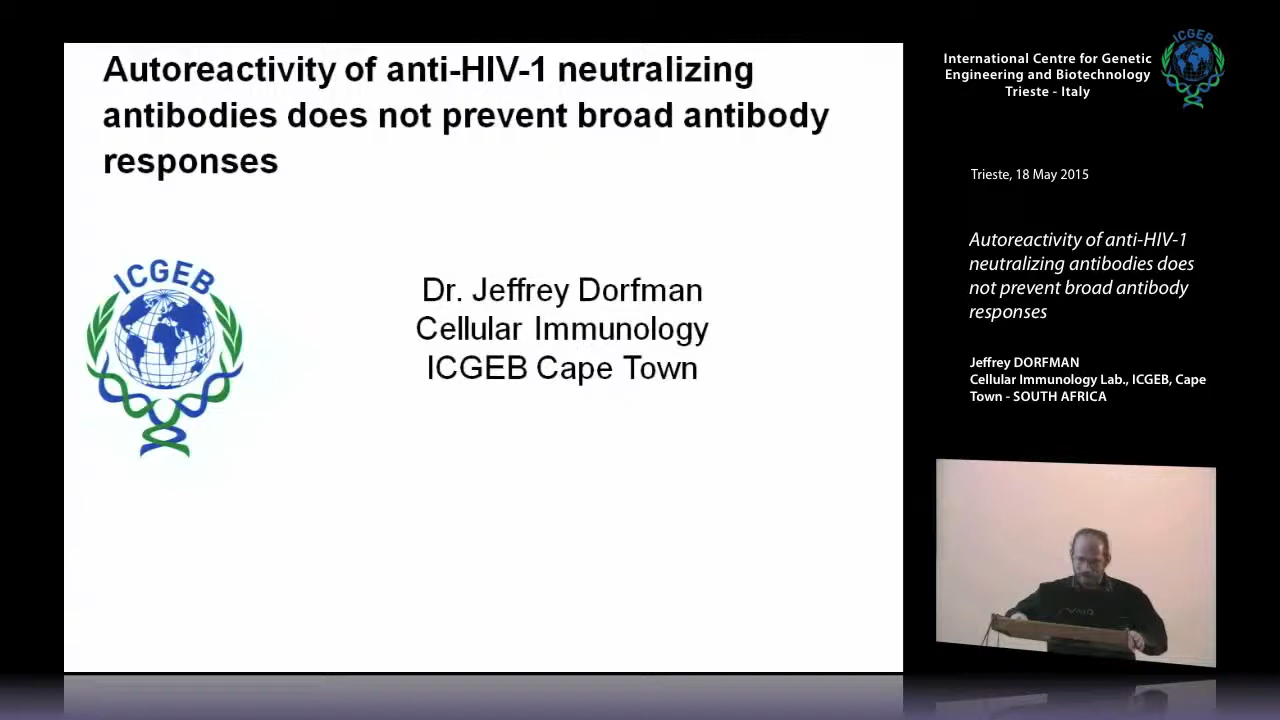 Autoreactivity of anti-HIV-1 neutralizing
antibodies does not prevent broad antibody
responses
ICGEB
Dr. Jeffrey Dorfman
Cellular Immunology
ICGEB Cape Town
International Centre for Genetic
Engineering and Biotechnology
Trieste - Italy
ICGEB
Trieste, 18 May 2015
Autoreactivity of anti-HIV-1
neutralizing antibodies does
not prevent broad antibody
responses
Jeffrey DORFMAN
Cellular Immunology Lab., ICGEB, Cape
Town - SOUTH AFRICA